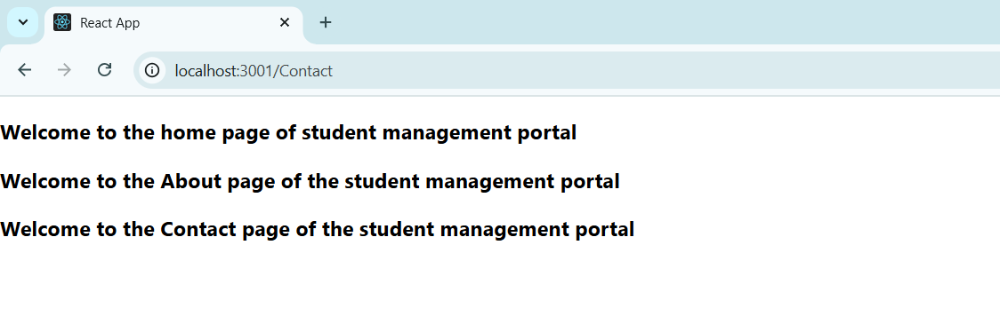 React App
localhost:3001/Contact
Welcome to the home page of student management portal
Welcome to the About page of the student management portal
Welcome to the Contact page of the student management portal